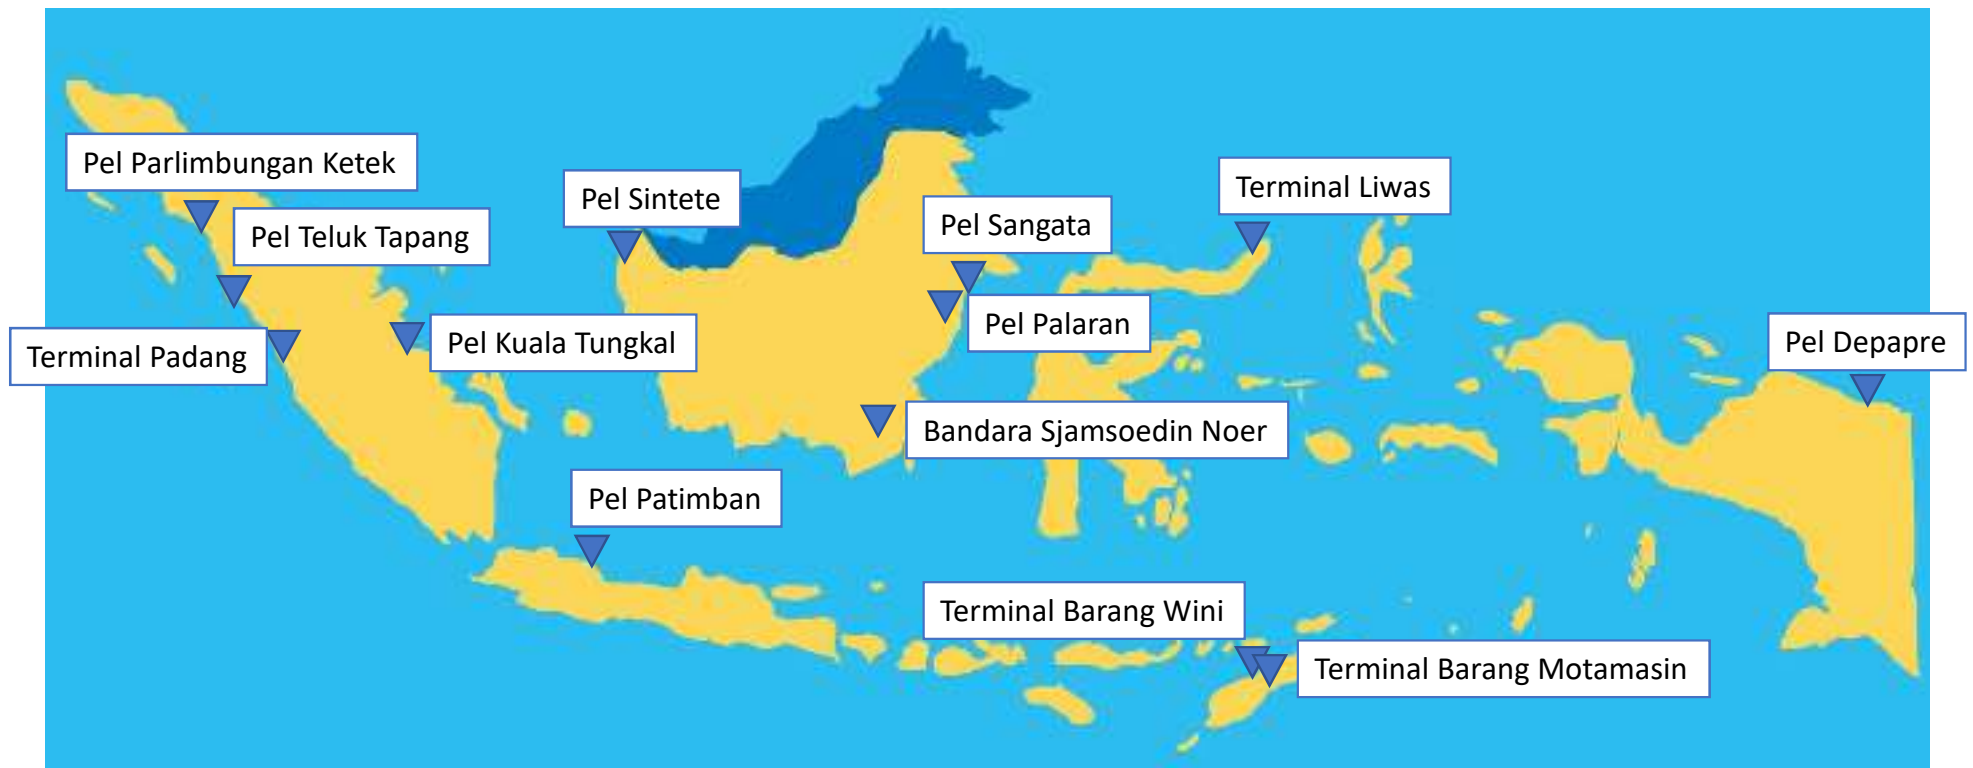 Pel Parlimbungan Ketek
Pel Teluk Tapang
Terminal Padang
Pel Kuala Tungkal
Pel Sintete
Pel Sangata
Pel Palaran
Terminal Liwas
Bandara Sjamsoedin Noer
Pel Patimban
Terminal Barang Wini
Terminal Barang Motamasin
Pel Depapre